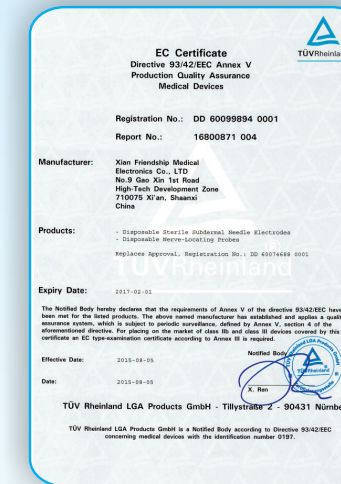 TÜVRheinland
EC Certificate
Directive 93/42/EEC Annex V
Production Quality Assurance
Medical Devices
Registration No.: DD 60099894 0001
Report No.: 16800871 004
Manufacturer: Xian Friendship Medical
Electronics Co., LTD
No.9 Gao Xin 1st Road
High-Tech Development Zone
710075 Xi'an, Shaanxi
China
Products: - Disposable Sterile Subdermal Needle Electrodes
- Disposable Nerve-Locating Probes
Replaces Approval, Registration No.: DD 60074688 0001
TÜVRheinland
Expiry Date: 2017-02-01
The Notified Body hereby declares that the requirements of Annex V of the directive 93/42/EEC have
been met for the listed products. The above named manufacturer has established and applies a quality
assurance system, which is subject to periodic surveillance, defined by Annex V, section 4 of the
aforementioned directive. For placing on the market of class IIb and class III devices covered by this
certificate an EC type-examination certificate according to Annex III is required.
Notified Body
Effective Date: 2015-08-05
Date: 2015-08-05
X. Ren
TÜVRheinland
TÜV Rheinland LGA Products GmbH - Tillystraße 2 - 90431 Nürnbe
TÜV Rheinland LGA Products GmbH is a Notified Body according to Directive 93/42/EEC
concerning medical devices with the identification number 0197.